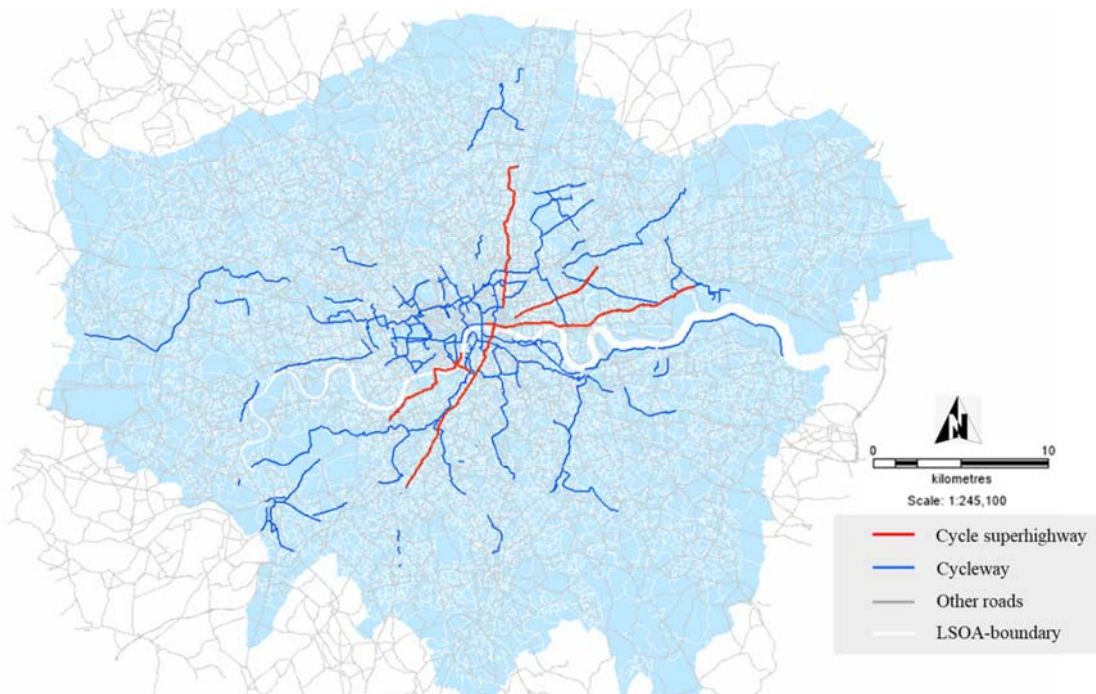 N
0 10
kilometres
Scale: 1:245,100
Cycle superhighway
Cycleway
Other roads
LSOA-boundary